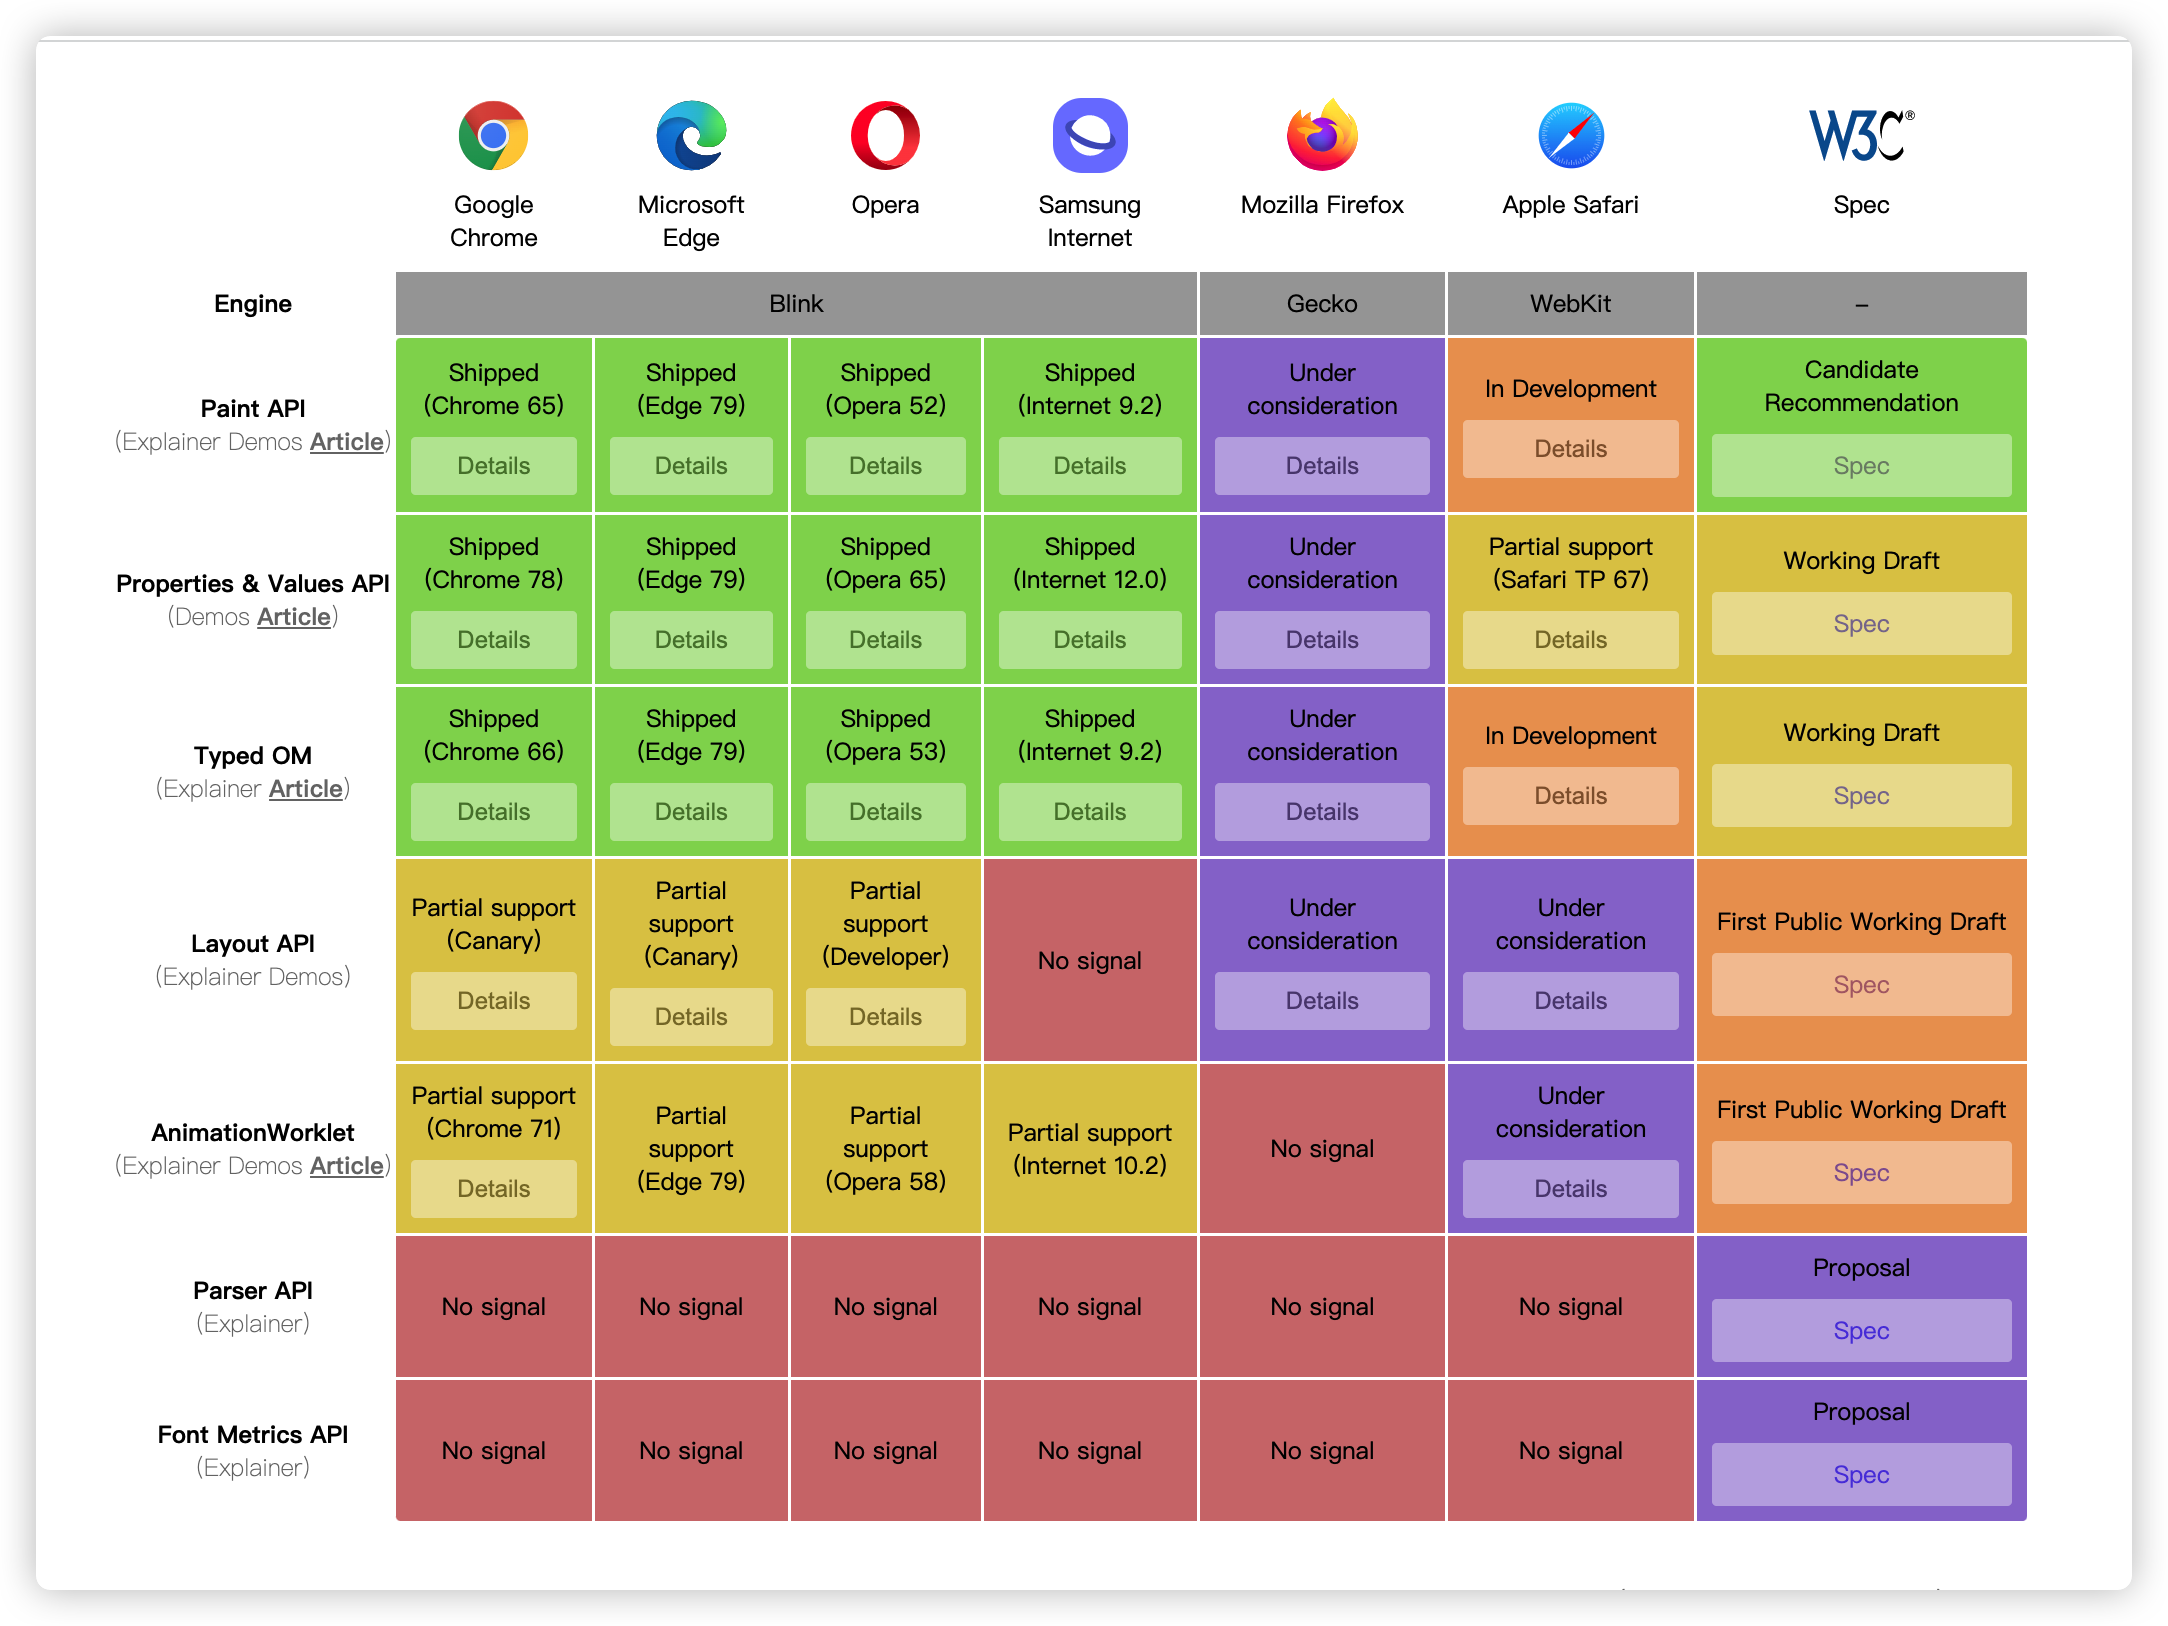 W3C®
Google
Chrome
Microsoft
Edge
Opera
Samsung
Internet
Mozilla Firefox
Apple Safari
Spec
Engine
Blink
Gecko
WebKit
–
Paint API
(Explainer Demos Article)
Shipped
(Chrome 65)
Details
Shipped
(Edge 79)
Details
Shipped
(Opera 52)
Details
Shipped
(Internet 9.2)
Details
Under
consideration
Details
In Development
Details
Candidate
Recommendation
Spec
Properties & Values API
(Demos Article)
Shipped
(Chrome 78)
Details
Shipped
(Edge 79)
Details
Shipped
(Opera 65)
Details
Shipped
(Internet 12.0)
Details
Under
consideration
Details
Partial support
(Safari TP 67)
Details
Working Draft
Spec
Typed OM
(Explainer Article)
Shipped
(Chrome 66)
Details
Shipped
(Edge 79)
Details
Shipped
(Opera 53)
Details
Shipped
(Internet 9.2)
Details
Under
consideration
Details
In Development
Details
Working Draft
Spec
Layout API
(Explainer Demos)
Partial support
(Canary)
Details
Partial
support
(Canary)
Details
Partial
support
(Developer)
Details
No signal
Under
consideration
Details
Under
consideration
Details
First Public Working Draft
Spec
AnimationWorklet
(Explainer Demos Article)
Partial support
(Chrome 71)
Details
Partial
support
(Edge 79)
Partial
support
(Opera 58)
Partial support
(Internet 10.2)
No signal
Under
consideration
Details
First Public Working Draft
Spec
Parser API
(Explainer)
No signal
No signal
No signal
No signal
No signal
No signal
Proposal
Spec
Font Metrics API
(Explainer)
No signal
No signal
No signal
No signal
No signal
No signal
Proposal
Spec